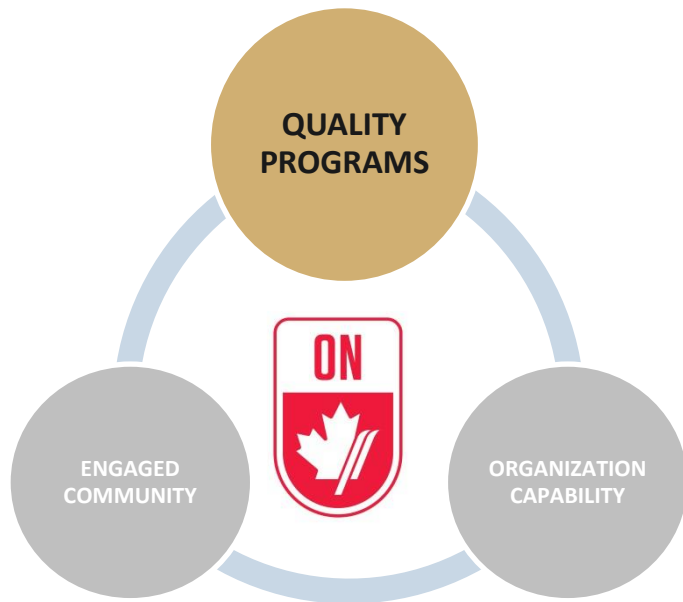 QUALITY
PROGRAMS
ON
ENGAGED
COMMUNITY
ORGANIZATION
CAPABILITY